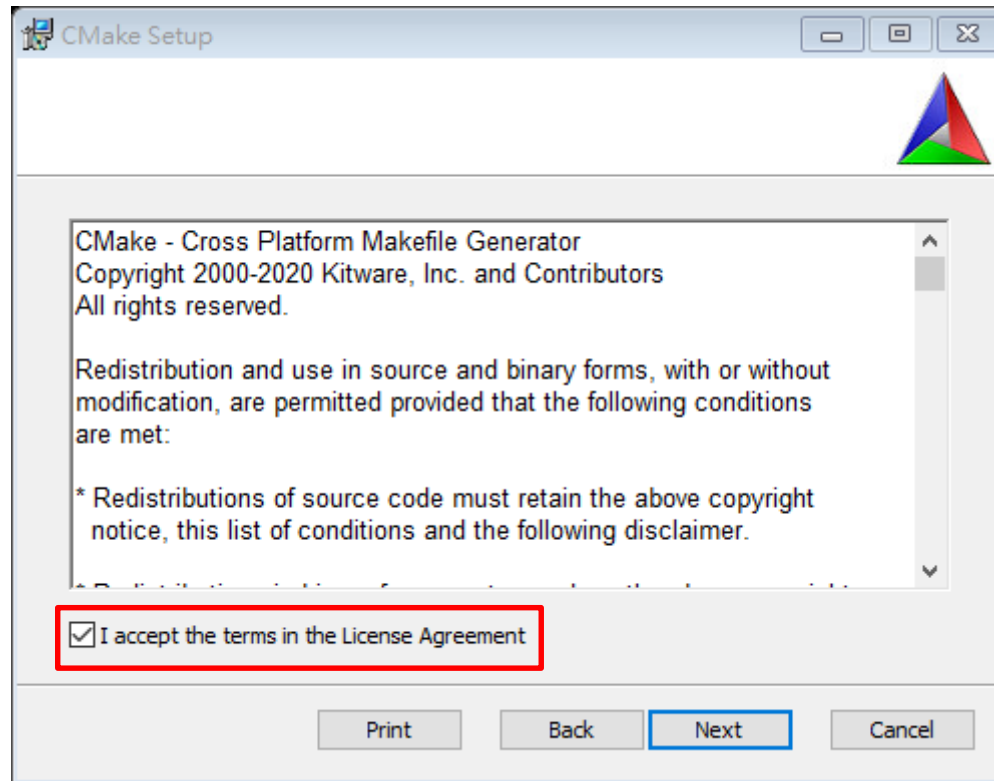 CMake Setup
CMake - Cross Platform Makefile Generator
Copyright 2000-2020 Kitware, Inc. and Contributors
All rights reserved.
Redistribution and use in source and binary forms, with or without
modification, are permitted provided that the following conditions
are met:
* Redistributions of source code must retain the above copyright
notice, this list of conditions and the following disclaimer.
I accept the terms in the License Agreement
Print Back Next Cancel